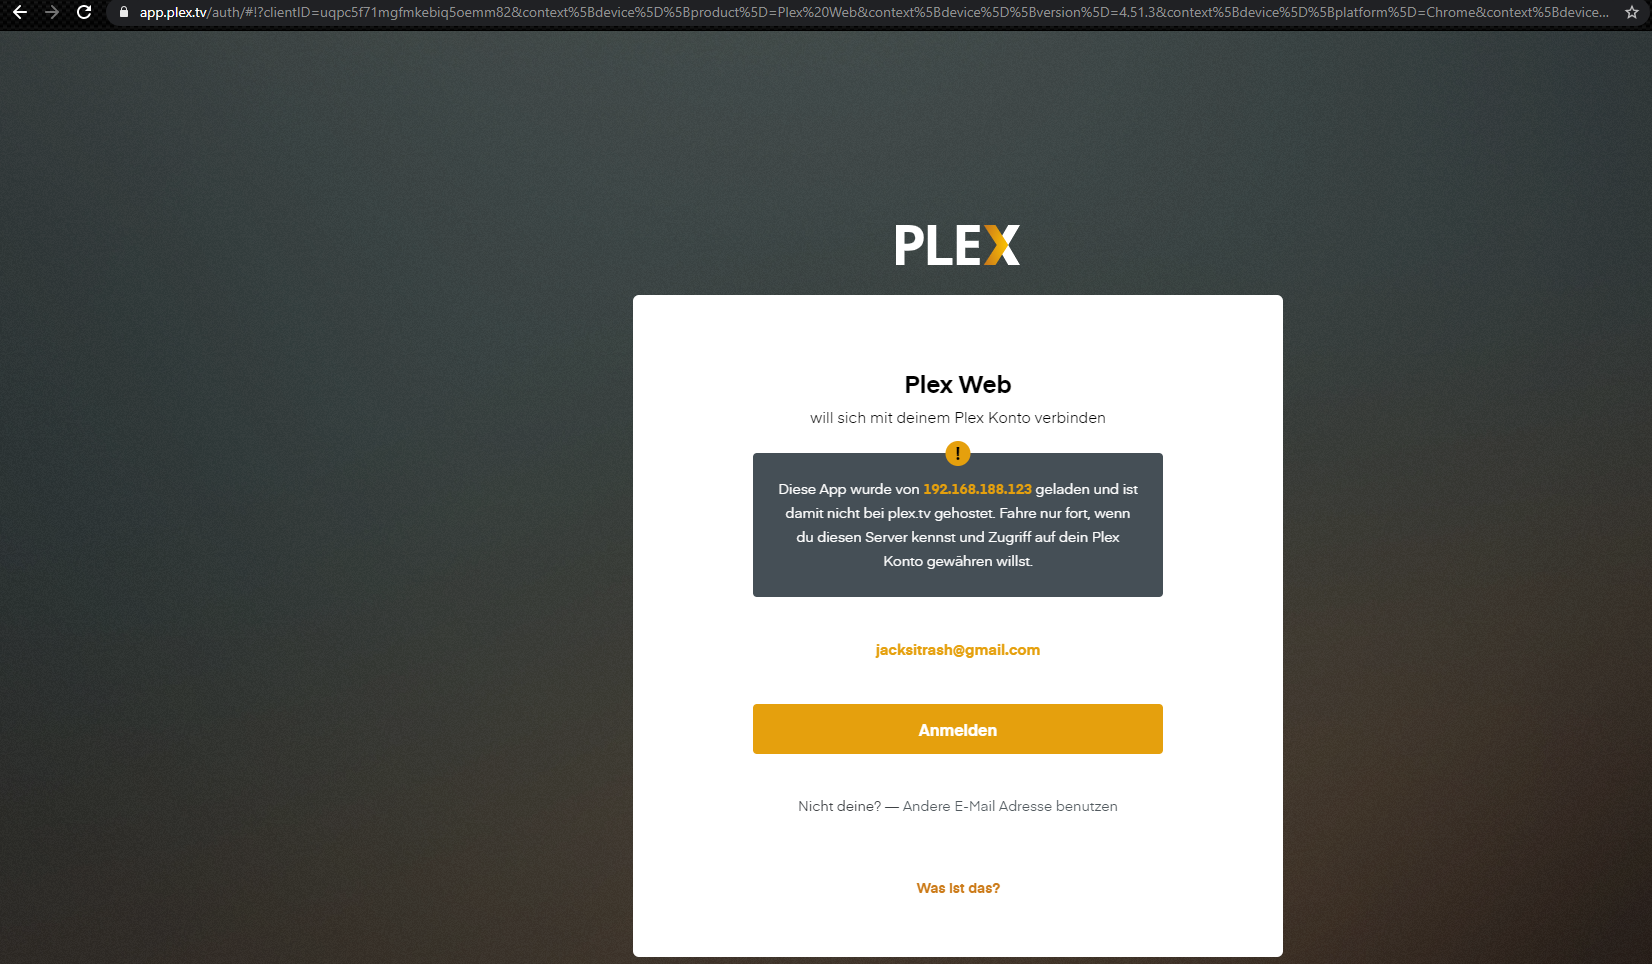 app.plex.tv/auth/#!?clientID=uqpc5f71mgfmkebiq5oemm82&context%5Bdevice%5D%5Bproduct%5D=Plex%20Web&context%5Bdevice%5D%5Bversion%5D=4.51.3&context%5Bdevice%5D%5Bplatform%5D=Chrome&context%5Bdevice...
PLEX
Plex Web
will sich mit deinem Plex Konto verbinden
!
Diese App wurde von 192.168.188.123 geladen und ist
damit nicht bei plex.tv gehostet. Fahre nur fort, wenn
du diesen Server kennst und Zugriff auf dein Plex
Konto gewähren willst.
jacksitrash@gmail.com
Anmelden
Nicht deine? — Andere E-Mail Adresse benutzen
Was ist das?